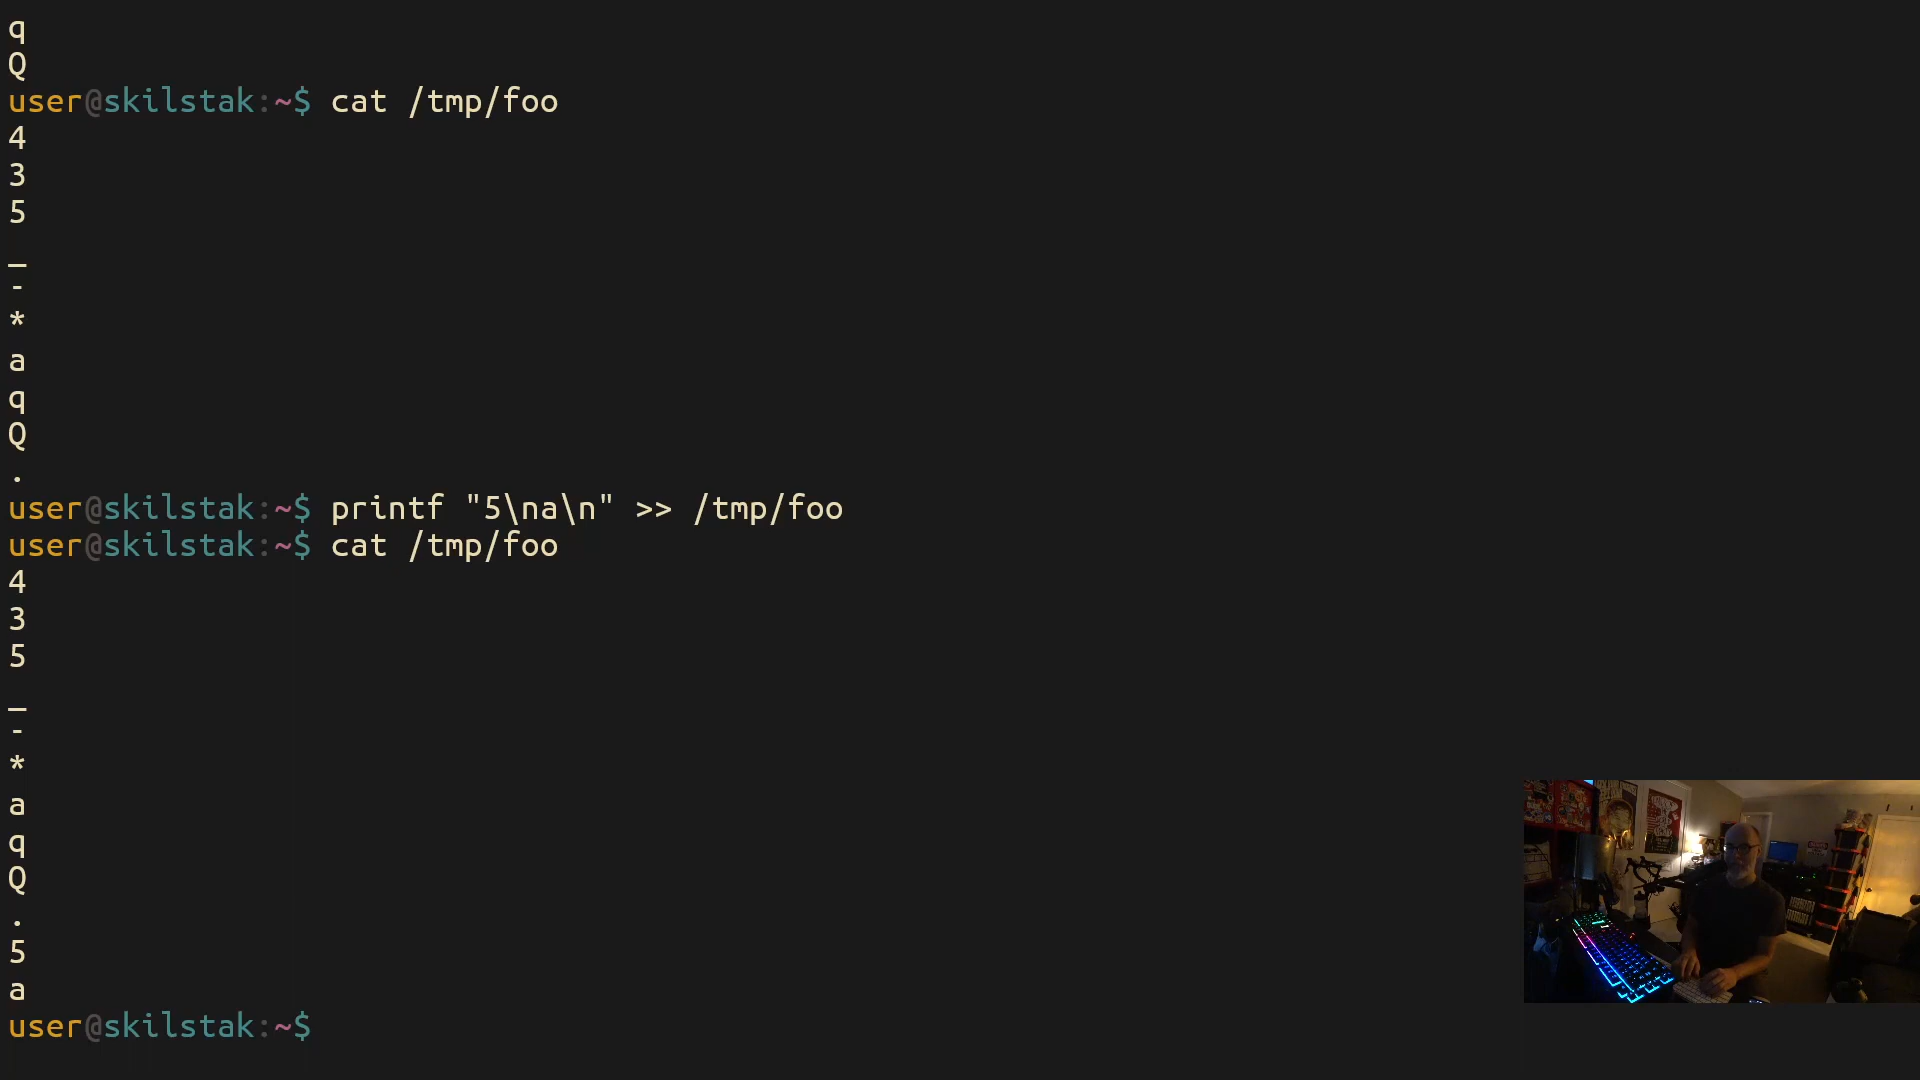 q
Q
user@skilstak:~$ cat /tmp/foo
4
3
5
_
-
*
a
q
Q
.
user@skilstak:~$ printf "5\na\n" >> /tmp/foo
user@skilstak:~$ cat /tmp/foo
4
3
5
_
-
*
a
q
Q
.
5
a
user@skilstak:~$